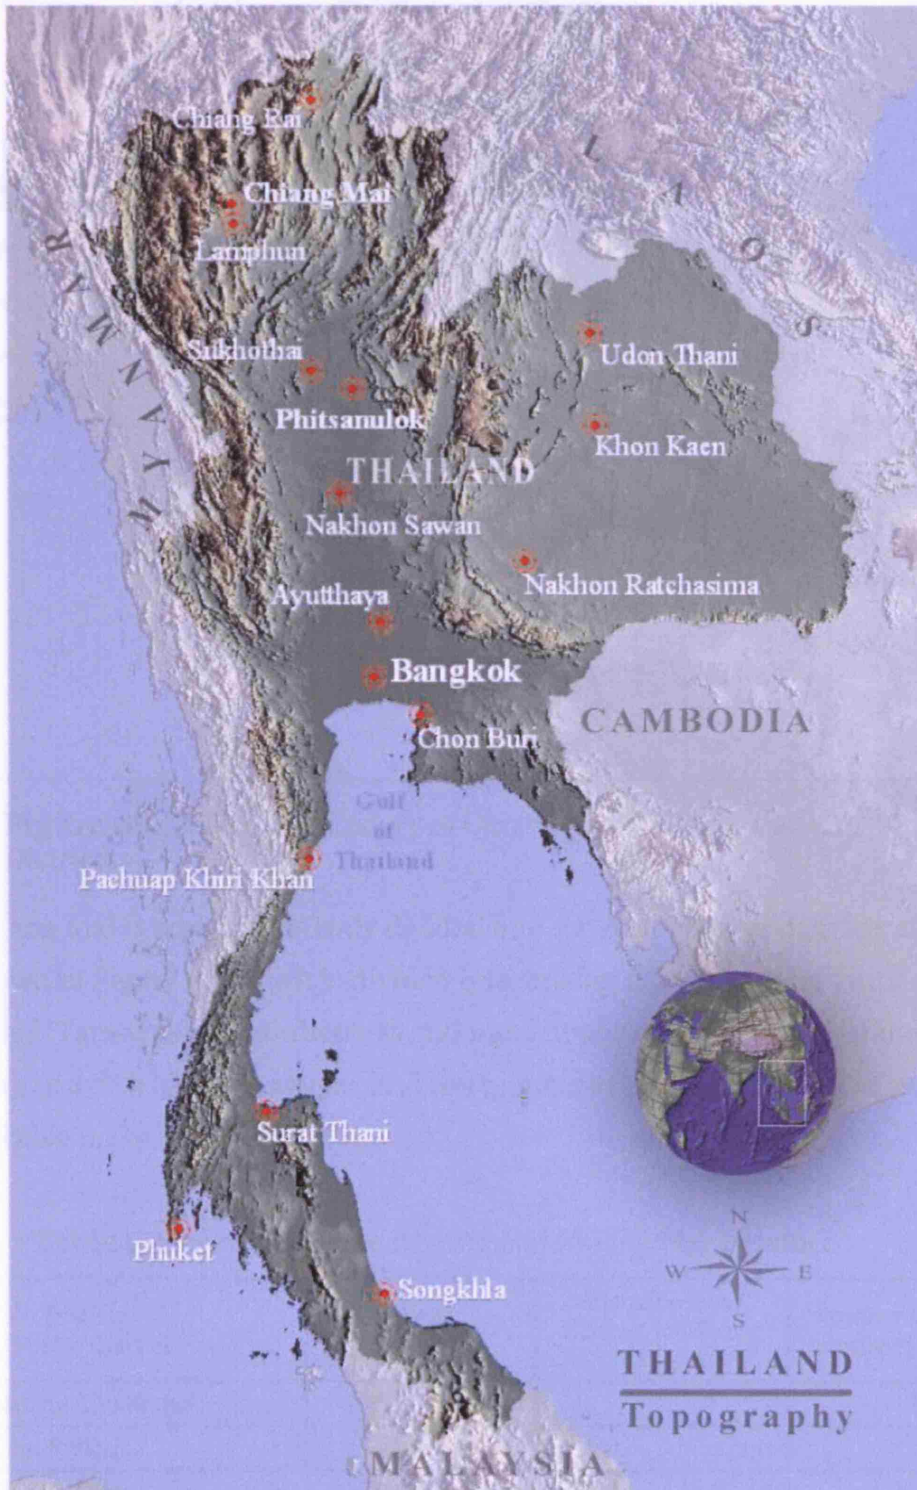 Chiang Rai
Chiang Mai
Lamphun
LAOS
MYANMAR
Sukhothai
Udon Thani
Phitsanulok
Khon Kaen
THAILAND
Nakhon Sawan
Nakhon Ratchasima
Ayutthaya
Bangkok
CAMBODIA
Chon Buri
Gulf
of
Thailand
Pachuap Khiri Khan
Surat Thani
Phuket
Songkhla
N
W E
S
THAILAND
Topography
MALAYSIA